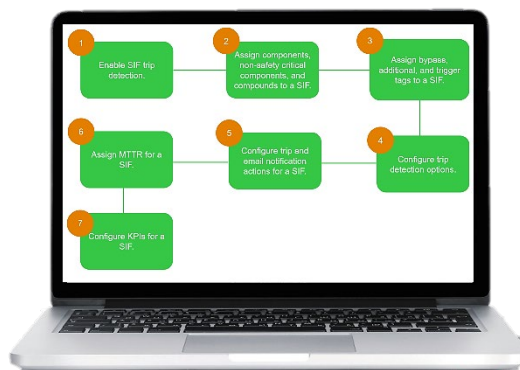 1
Enable SIF trip
detection.
2
Assign components,
non-safety critical
components, and
compounds to a SIF.
3
Assign bypass,
additional, and trigger
tags to a SIF.
4
Configure trip
detection options.
5
Configure trip and
email notification
actions for a SIF.
6
Assign MTTR for a
SIF.
7
Configure KPIs for a
SIF.